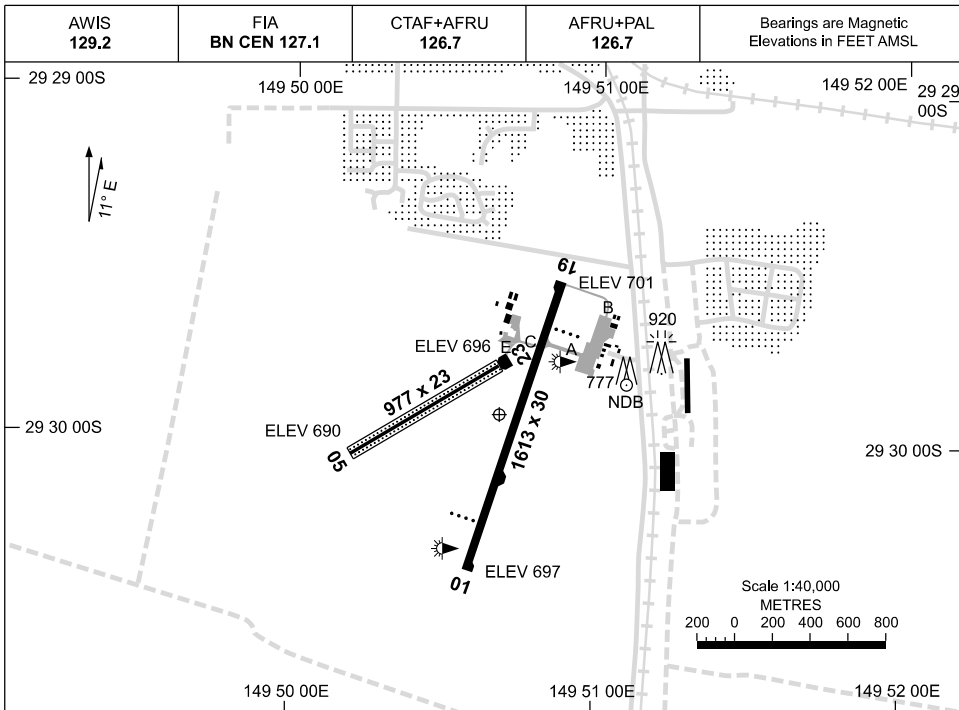 AWIS
129.2
FIA
BN CEN 127.1
CTAF+AFRU
126.7
AFRU+PAL
126.7
Bearings are Magnetic
Elevations in FEET AMSL
29 29 00S
149 50 00E
149 51 00E
149 52 00E
29 29
00S
11° E
19
ELEV 701
B
920
ELEV 696
E
C
23
A
777
NDB
977 x 23
1613 x 30
ELEV 690
05
29 30 00S
29 30 00S
ELEV 697
01
Scale 1:40,000
METRES
200 0 200 400 600 800
149 50 00E
149 51 00E
149 52 00E